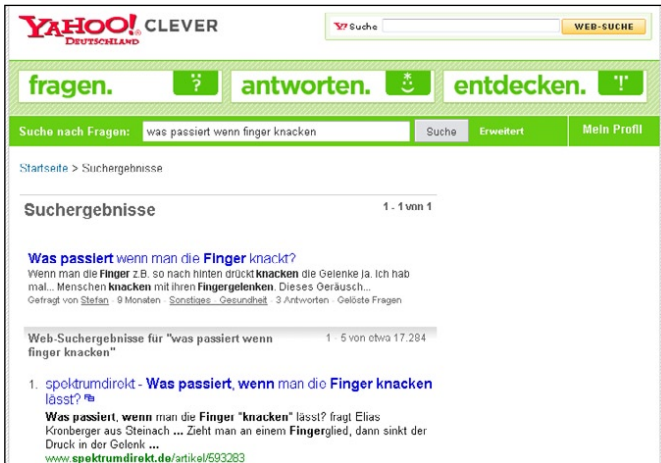 YAHOO! CLEVER
DEUTSCHLAND
Y! Suche WEB-SUCHE
fragen. antworten. entdecken.
Suche nach Fragen: was passiert wenn finger knacken Suche Erweitert Mein Profil
Startseite > Suchergebnisse
Suchergebnisse 1 - 1 von 1
Was passiert wenn man die Finger knackt?
Wenn man die Finger z.B. so nach hinten drückt knacken die Gelenke ja. Ich hab
mal... Menschen knacken mit ihren Fingergelenken. Dieses Geräusch...
Gefragt von Stefan - 9 Monaten - Sonstiges - Gesundheit - 3 Antworten - Gelöste Fragen
Web-Suchergebnisse für "was passiert wenn 1 - 5 von etwa 17.284
finger knacken"
1. spektrumdirekt - Was passiert, wenn man die Finger knacken
lässt?
Was passiert, wenn man die Finger "knacken" lässt? fragt Elias
Kronberger aus Steinach ... Zieht man an einem Fingerglied, dann sinkt der
Druck in der Gelenk ...
www.spektrumdirekt.de/artikel/593283